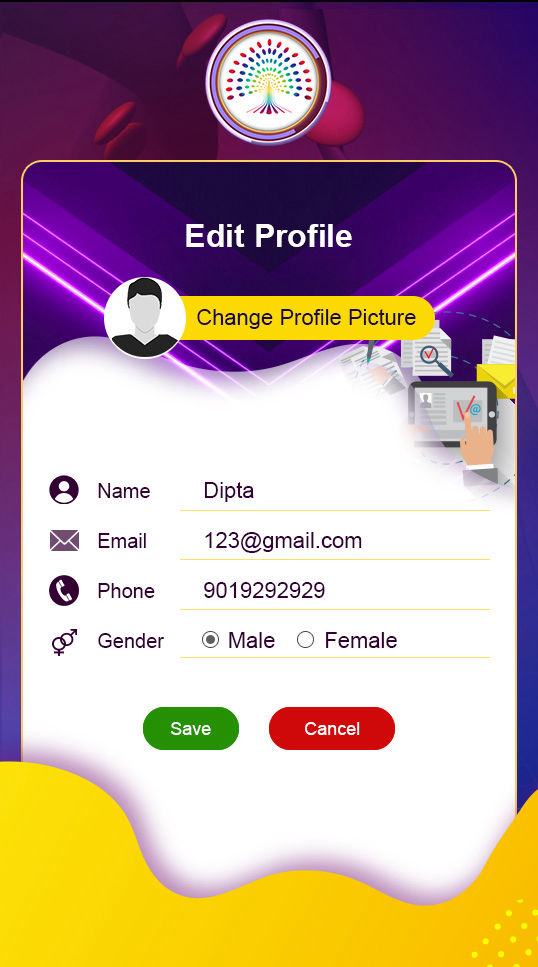 Edit Profile
Change Profile Picture
Name Dipta
Email 123@gmail.com
Phone 9019292929
Gender Male Female
Save Cancel